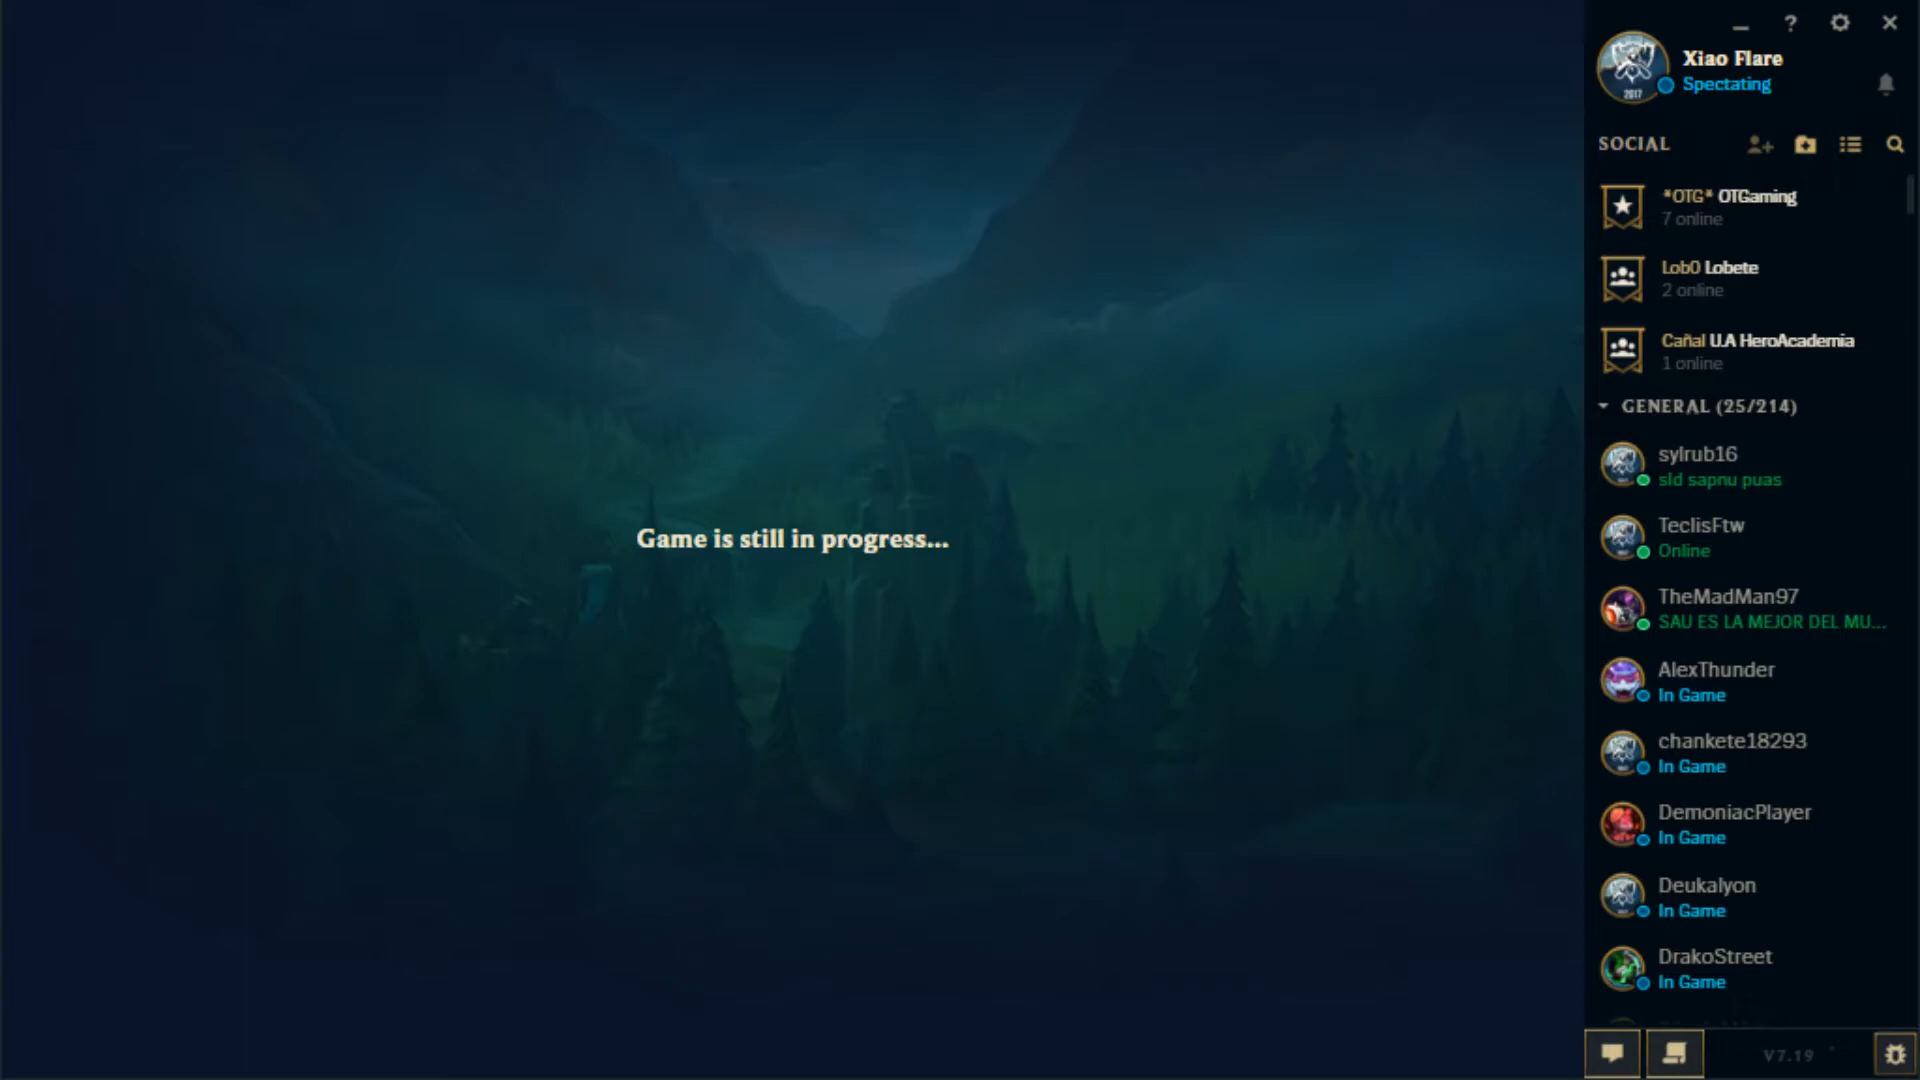 Xiao Flare
Spectating
2017
SOCIAL
*OTG* OTGaming
7 online
Lob0 Lobete
2 online
Cañal U.A HeroAcademia
1 online
GENERAL (25/214)
sylrub16
sld sapnu puas
TeclisFtw
Online
Game is still in progress...
TheMadMan97
SAU ES LA MEJOR DEL MU...
AlexThunder
In Game
chankete18293
In Game
DemoniacPlayer
In Game
Deukalyon
In Game
DrakoStreet
In Game
V7.19